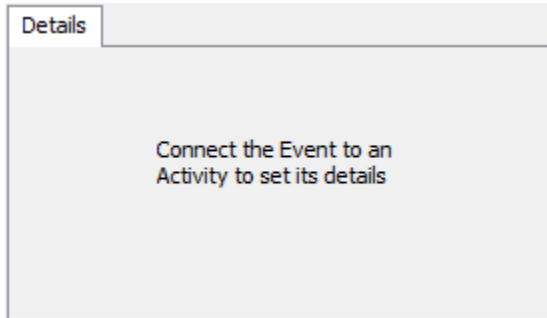 Details
Connect the Event to an
Activity to set its details